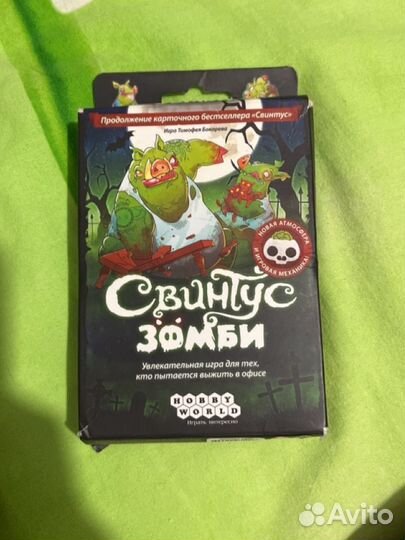 Продолжение карточного бестселлера «Свинтус»
Игра Тимофея Бокарева
НОВАЯ АТМОСФЕРА
И ИГРОВАЯ МЕХАНИКА!
Свинтус
ЗОМБИ
Увлекательная игра для тех,
кто пытается выжить в офисе
HOBBY
WORLD
Играть интересно
Avito